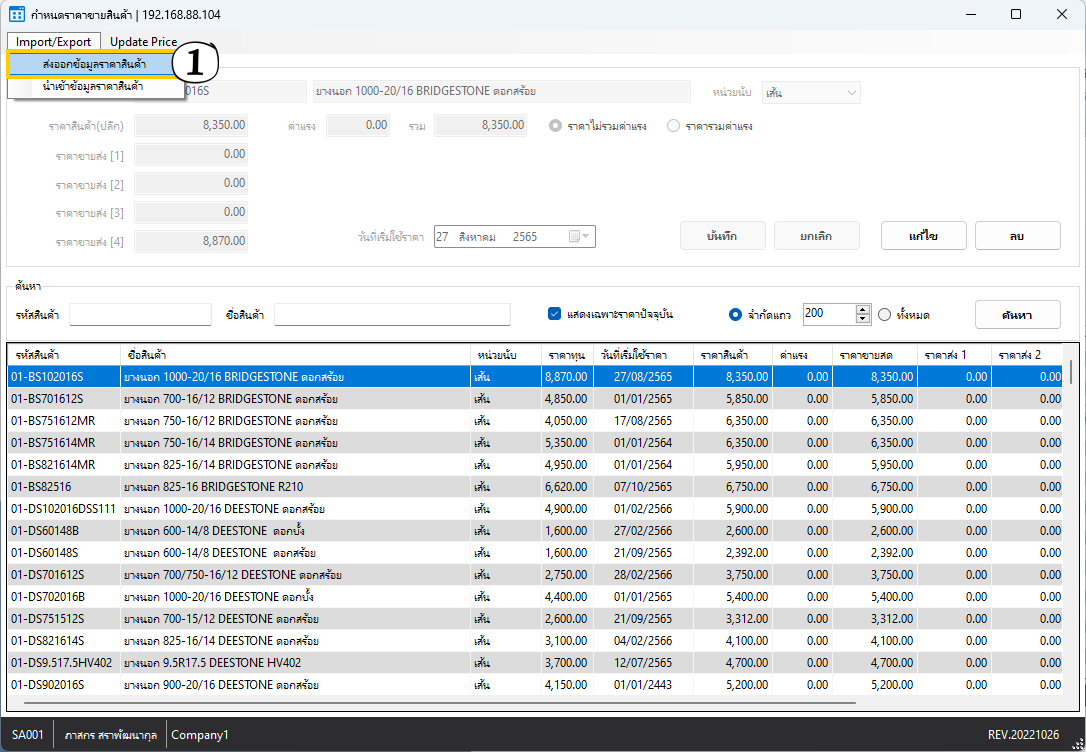 กำหนดราคาขายสินค้า | 192.168.88.104
Import/Export Update Price
ส่งออกข้อมูลราคาสินค้า 1
นำเข้าข้อมูลราคาสินค้า 2016S ยางนอก 1000-20/16 BRIDGESTONE ดอกสร้อย หน่วยนับ เส้น
ราคาสินค้า(ปลีก) 8,350.00 ค่าแรง 0.00 รวม 8,350.00 ราคาไม่รวมค่าแรง ราคารวมค่าแรง
ราคาขายส่ง [1] 0.00
ราคาขายส่ง [2] 0.00
ราคาขายส่ง [3] 0.00
ราคาขายส่ง [4] 8,870.00 วันที่เริ่มใช้ราคา 27 สิงหาคม 2565 บันทึก ยกเลิก แก้ไข ลบ
ค้นหา
รหัสสินค้า ชื่อสินค้า แสดงเฉพาะราคาปัจจุบัน จำกัดแถว 200 ทั้งหมด ค้นหา
รหัสสินค้า ชื่อสินค้า หน่วยนับ ราคาทุน วันที่เริ่มใช้ราคา ราคาสินค้า ค่าแรง ราคาขายสด ราคาส่ง 1 ราคาส่ง 2
01-BS102016S ยางนอก 1000-20/16 BRIDGESTONE ดอกสร้อย เส้น 8,870.00 27/08/2565 8,350.00 0.00 8,350.00 0.00 0.00
01-BS701612S ยางนอก 700-16/12 BRIDGESTONE ดอกสร้อย เส้น 4,850.00 01/01/2565 5,850.00 0.00 5,850.00 0.00 0.00
01-BS751612MR ยางนอก 750-16/12 BRIDGESTONE ดอกสร้อย เส้น 4,050.00 17/08/2565 6,350.00 0.00 6,350.00 0.00 0.00
01-BS751614MR ยางนอก 750-16/14 BRIDGESTONE ดอกสร้อย เส้น 5,350.00 01/01/2564 6,350.00 0.00 6,350.00 0.00 0.00
01-BS821614MR ยางนอก 825-16/14 BRIDGESTONE ดอกสร้อย เส้น 4,950.00 01/01/2564 5,950.00 0.00 5,950.00 0.00 0.00
01-BS82516 ยางนอก 825-16 BRIDGESTONE R210 เส้น 6,620.00 07/10/2565 6,750.00 0.00 6,750.00 0.00 0.00
01-DS102016DSS111 ยางนอก 1000-20/16 DEESTONE ดอกสร้อย เส้น 4,900.00 01/02/2566 5,900.00 0.00 5,900.00 0.00 0.00
01-DS60148B ยางนอก 600-14/8 DEESTONE ดอกบั้ง เส้น 1,600.00 27/02/2566 2,600.00 0.00 2,600.00 0.00 0.00
01-DS60148S ยางนอก 600-14/8 DEESTONE ดอกสร้อย เส้น 1,600.00 21/09/2565 2,392.00 0.00 2,392.00 0.00 0.00
01-DS701612S ยางนอก 700/750-16/12 DEESTONE ดอกสร้อย เส้น 2,750.00 28/02/2566 3,750.00 0.00 3,750.00 0.00 0.00
01-DS702016B ยางนอก 1000-20/16 DEESTONE ดอกบั้ง เส้น 4,400.00 01/01/2565 5,400.00 0.00 5,400.00 0.00 0.00
01-DS751512S ยางนอก 700-15/12 DEESTONE ดอกสร้อย เส้น 2,600.00 21/09/2565 3,312.00 0.00 3,312.00 0.00 0.00
01-DS821614S ยางนอก 825-16/14 DEESTONE ดอกสร้อย เส้น 3,100.00 04/02/2566 4,100.00 0.00 4,100.00 0.00 0.00
01-DS9.517.5HV402 ยางนอก 9.5R17.5 DEESTONE HV402 เส้น 3,700.00 12/07/2565 4,700.00 0.00 4,700.00 0.00 0.00
01-DS902016S ยางนอก 900-20/16 DEESTONE ดอกสร้อย เส้น 4,150.00 01/01/2443 5,200.00 0.00 5,200.00 0.00 0.00
SA001 ภาสกร สราพัฒนากุล Company1 REV.20221026